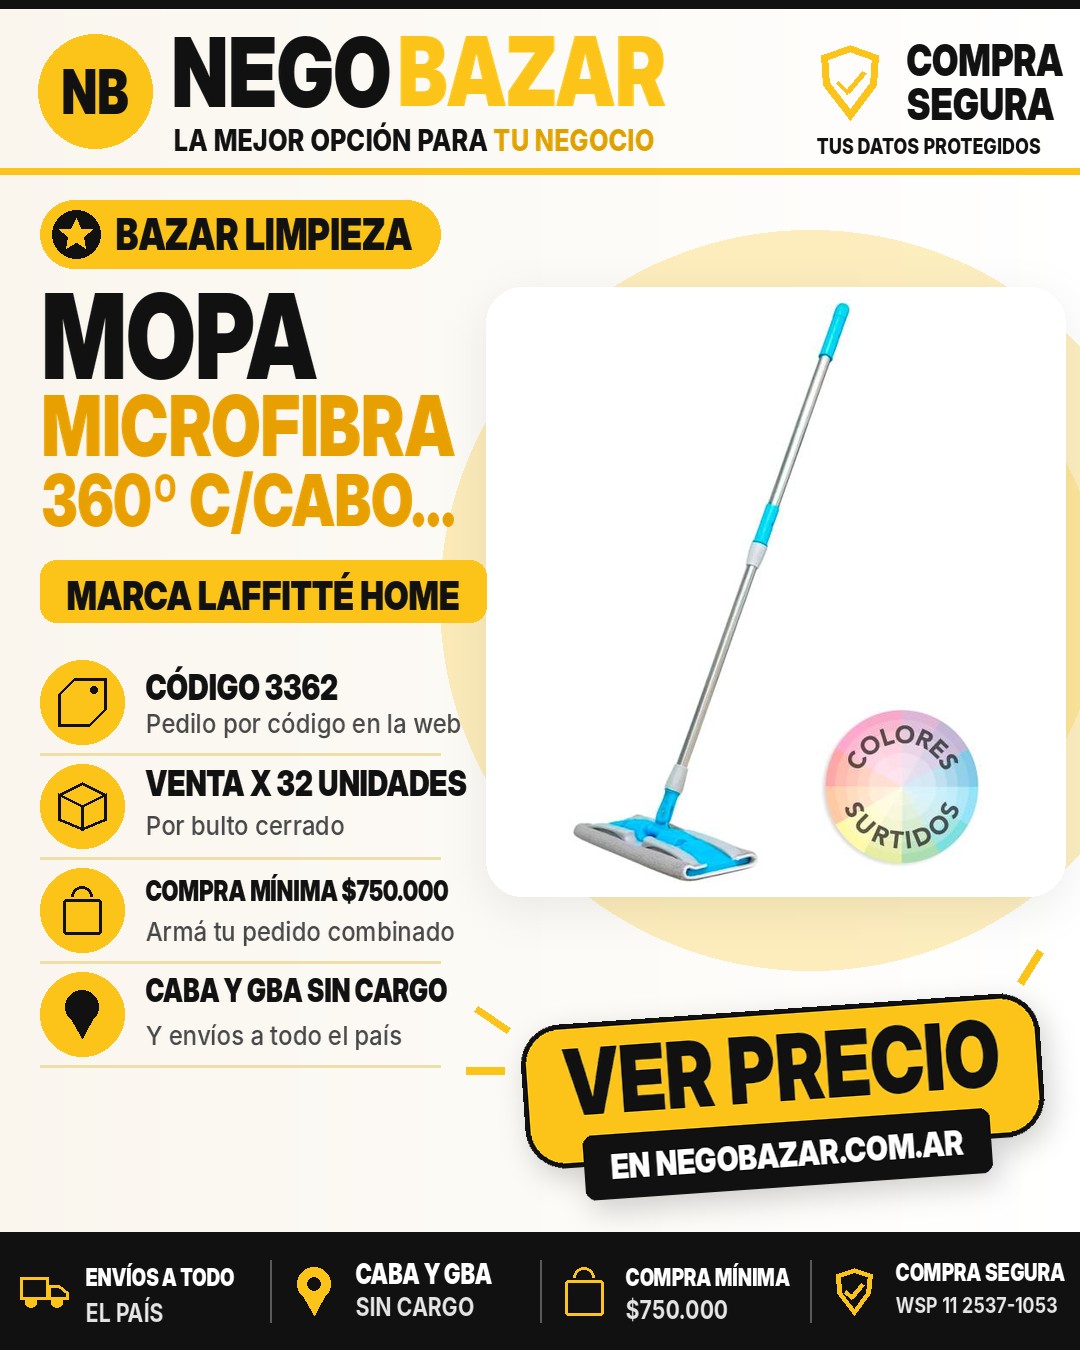 NB
NEGOBAZAR
LA MEJOR OPCIÓN PARA TU NEGOCIO
COMPRA
SEGURA
TUS DATOS PROTEGIDOS
BAZAR LIMPIEZA
MOPA
MICROFIBRA
360º C/CABO...
MARCA LAFFITTÉ HOME
CÓDIGO 3362
Pedilo por código en la web
VENTA X 32 UNIDADES
Por bulto cerrado
COMPRA MÍNIMA $750.000
Armá tu pedido combinado
CABA Y GBA SIN CARGO
Y envíos a todo el país
COLORES
SURTIDOS
VER PRECIO
EN NEGOBAZAR.COM.AR
ENVÍOS A TODO
EL PAÍS
CABA Y GBA
SIN CARGO
COMPRA MÍNIMA
$750.000
COMPRA SEGURA
WSP 11 2537-1053